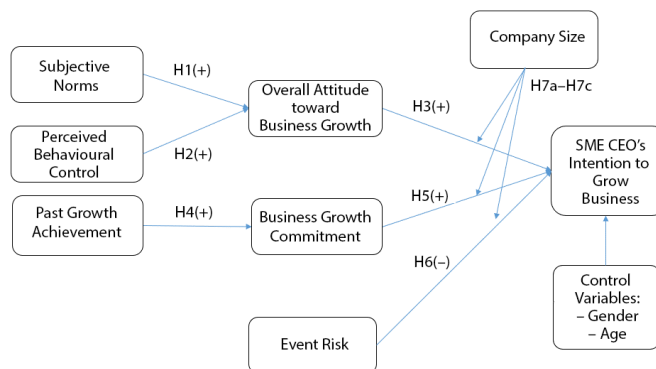 Company Size
Subjective
Norms
H1(+)
Overall Attitude
toward
Business Growth
H3(+)
H7a–H7c
Perceived
Behavioural
Control
H2(+)
SME CEO's
Intention to
Grow
Business
Past Growth
Achievement
H4(+)
Business Growth
Commitment
H5(+)
H6(–)
Event Risk
Control
Variables:
– Gender
– Age